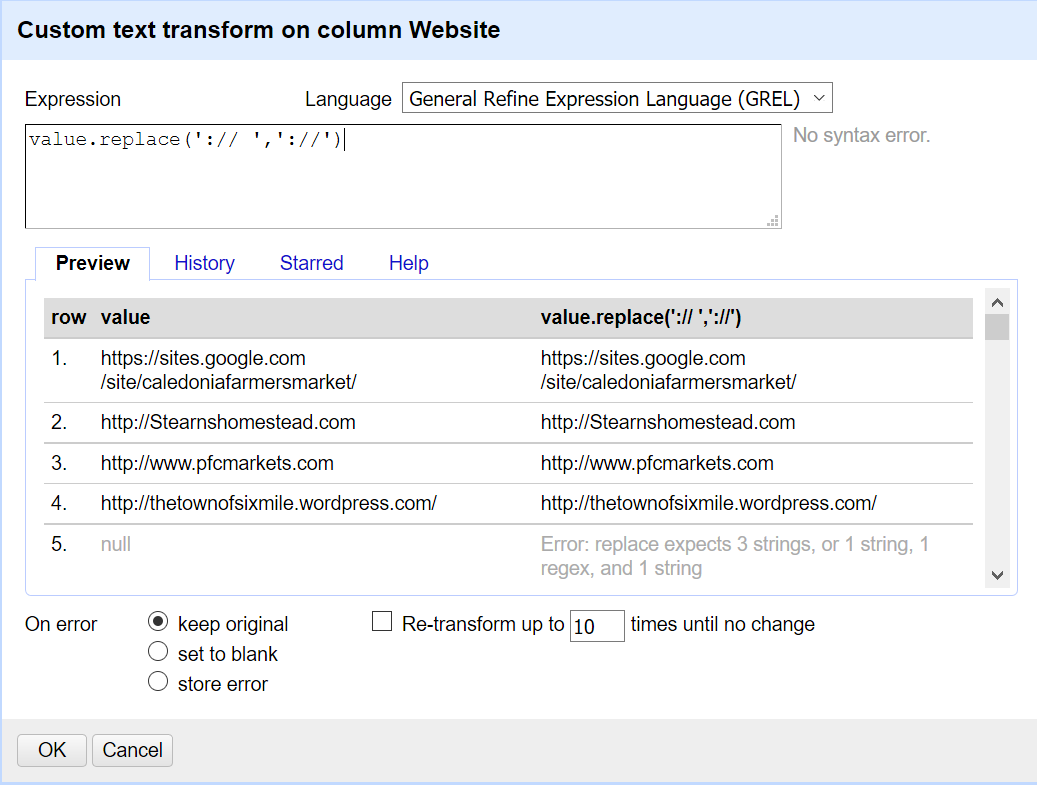 Custom text transform on column Website
Expression
Language General Refine Expression Language (GREL)
value.replace(':// ','://')
No syntax error.
Preview History Starred Help
row value value.replace(':// ','://')
1. https://sites.google.com https://sites.google.com
/site/caledoniafarmersmarket/ /site/caledoniafarmersmarket/
2. http://Stearnshomestead.com http://Stearnshomestead.com
3. http://www.pfcmarkets.com http://www.pfcmarkets.com
4. http://thetownofsixmile.wordpress.com/ http://thetownofsixmile.wordpress.com/
5. null Error: replace expects 3 strings, or 1 string, 1
regex, and 1 string
On error keep original Re-transform up to 10 times until no change
set to blank
store error
OK Cancel